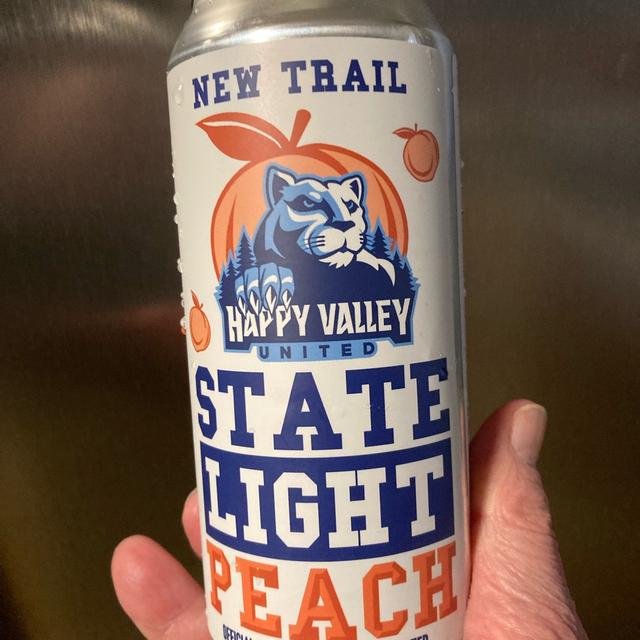 NEW TRAIL
HAPPY VALLEY
UNITED
STATE
LIGHT
PEACH